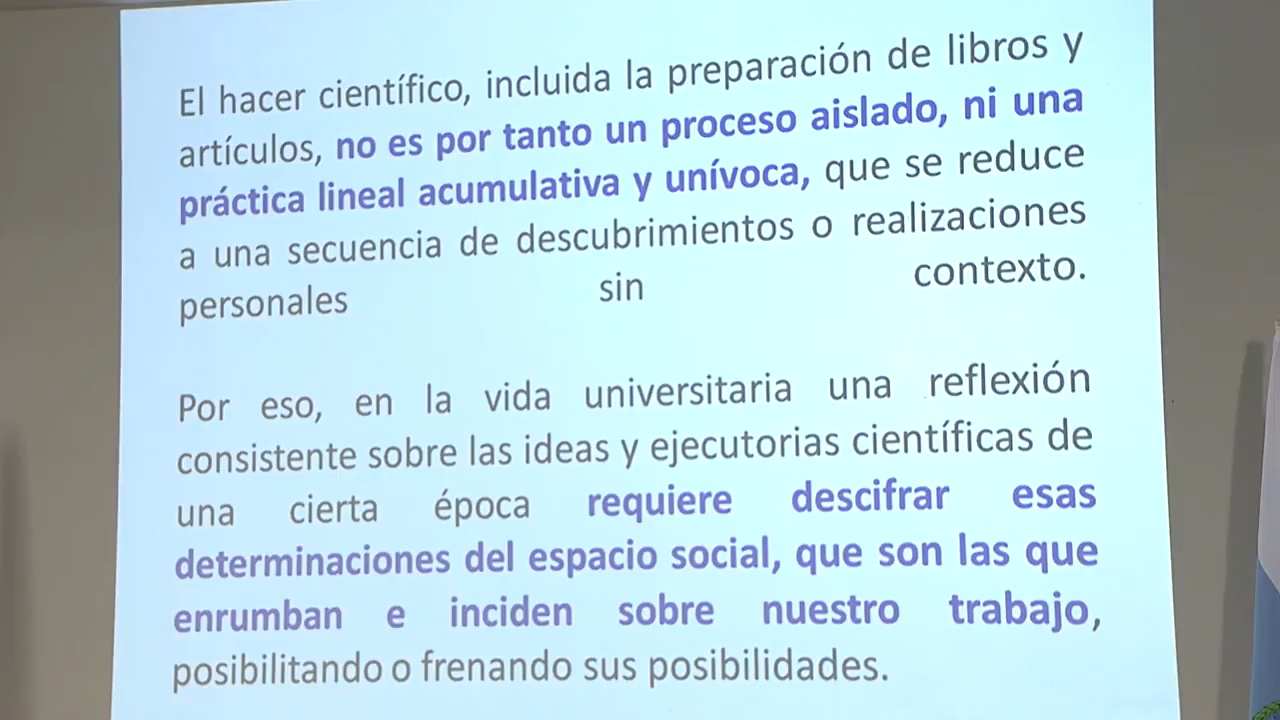 El hacer científico, incluida la preparación de libros y
artículos, no es por tanto un proceso aislado, ni una
práctica lineal acumulativa y unívoca, que se reduce
a una secuencia de descubrimientos o realizaciones
personales sin contexto.
Por eso, en la vida universitaria una reflexión
consistente sobre las ideas y ejecutorias científicas de
una cierta época requiere descifrar esas
determinaciones del espacio social, que son las que
enrumban e inciden sobre nuestro trabajo,
posibilitando o frenando sus posibilidades.